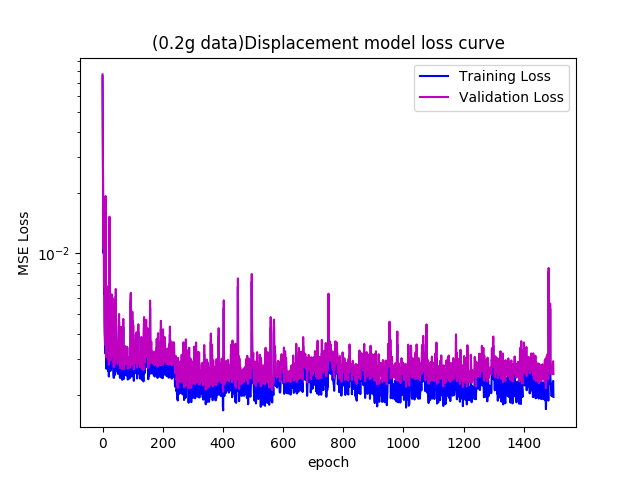 (0.2g data)Displacement model loss curve
Training Loss
Validation Loss
MSE Loss
10⁻²
0 200 400 600 800 1000 1200 1400
epoch